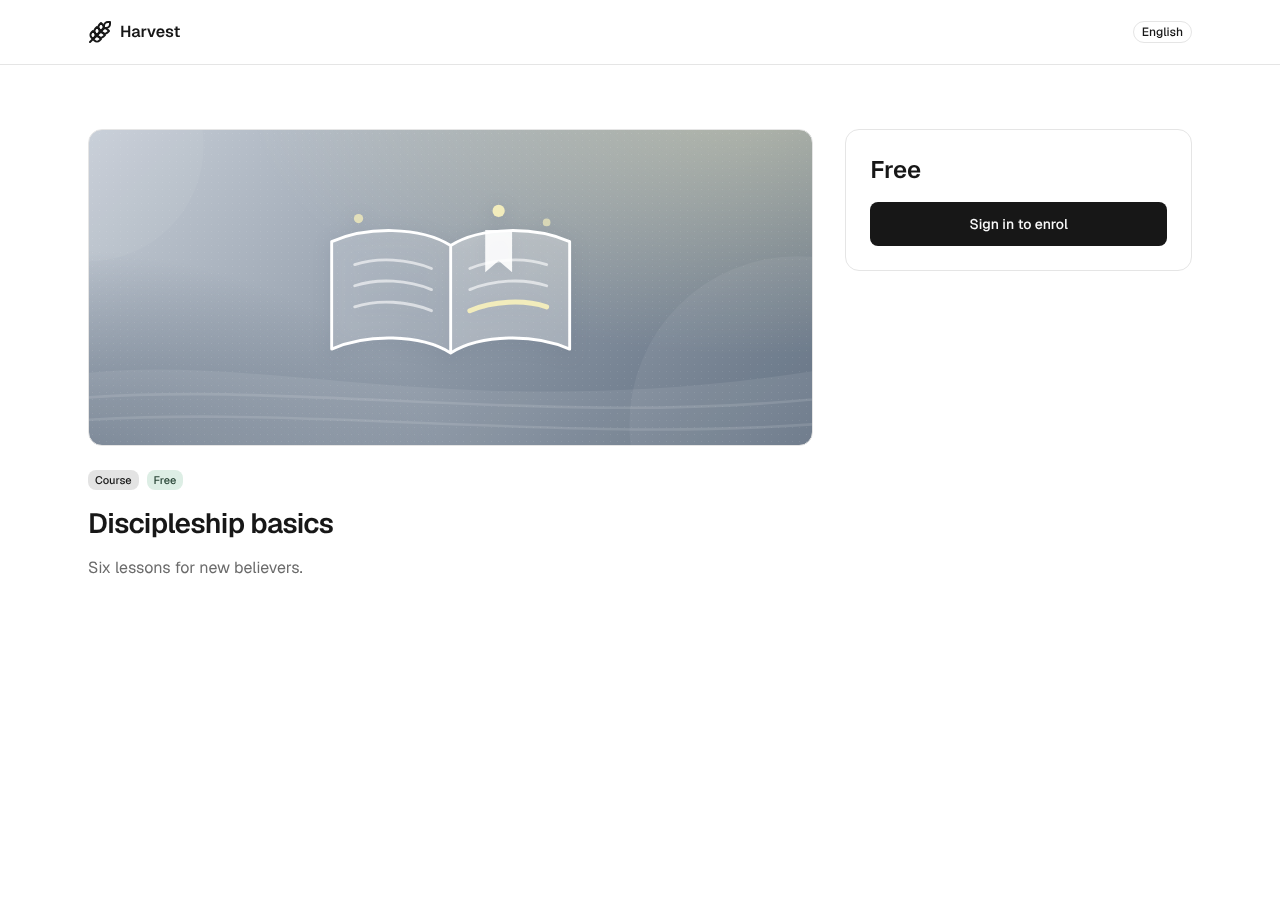 Harvest
English
Free
Sign in to enrol
Course
Free
Discipleship basics
Six lessons for new believers.